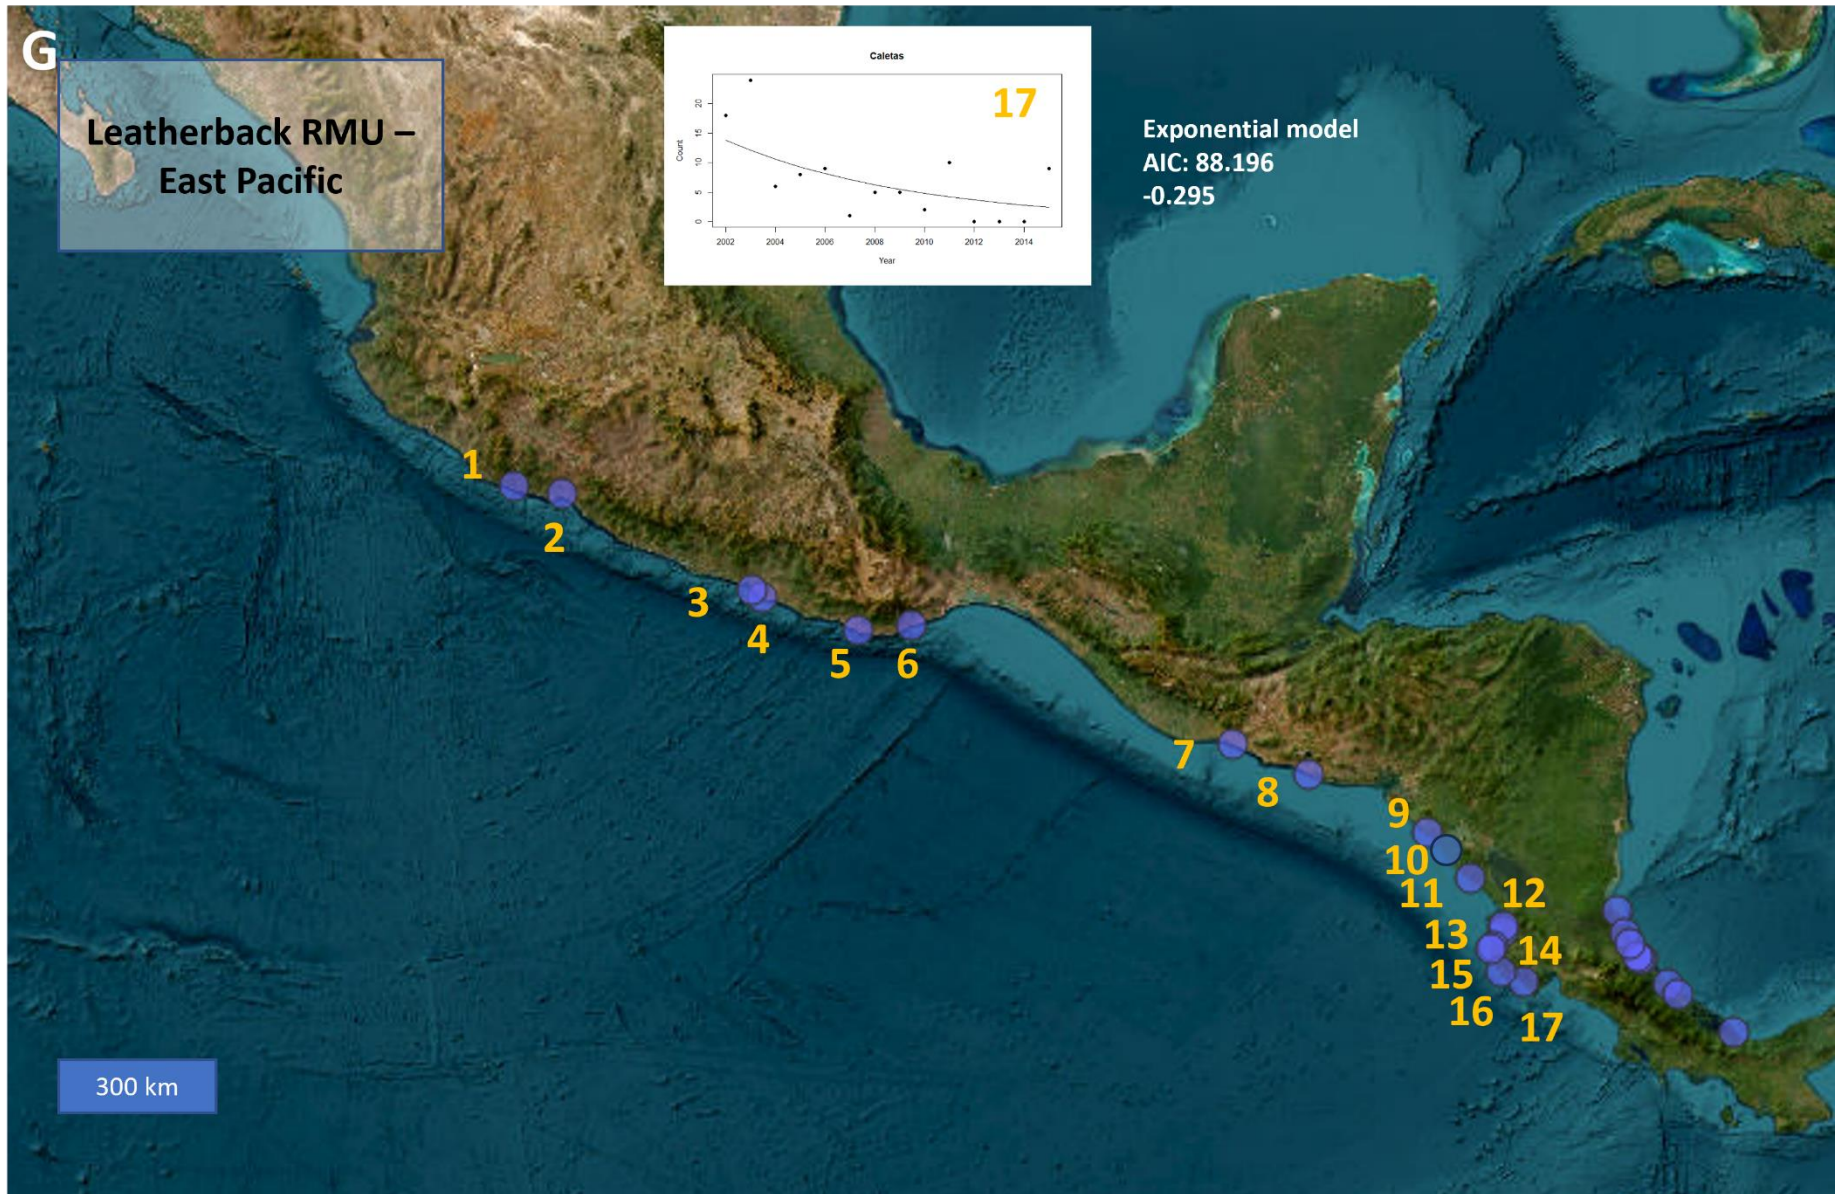 G
Leatherback RMU –
East Pacific
Caletas
17
Count
20
15
10
5
0
2002 2004 2006 2008 2010 2012 2014
Year
Exponential model
AIC: 88.196
-0.295
1
2
3
4
5
6
7
8
9
10
11
12
13
14
15
16
17
300 km